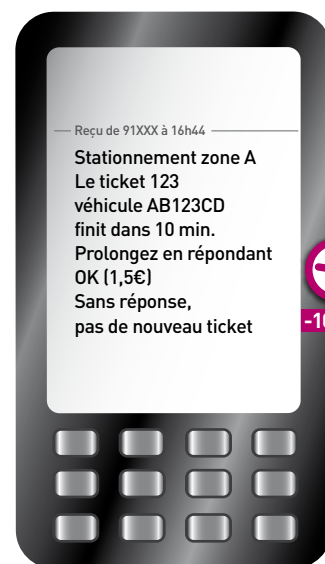 Reçu de 91XXX à 16h44
Stationnement zone A
Le ticket 123
véhicule AB123CD
finit dans 10 min.
Prolongez en répondant
OK (1,5€)
Sans réponse,
pas de nouveau ticket